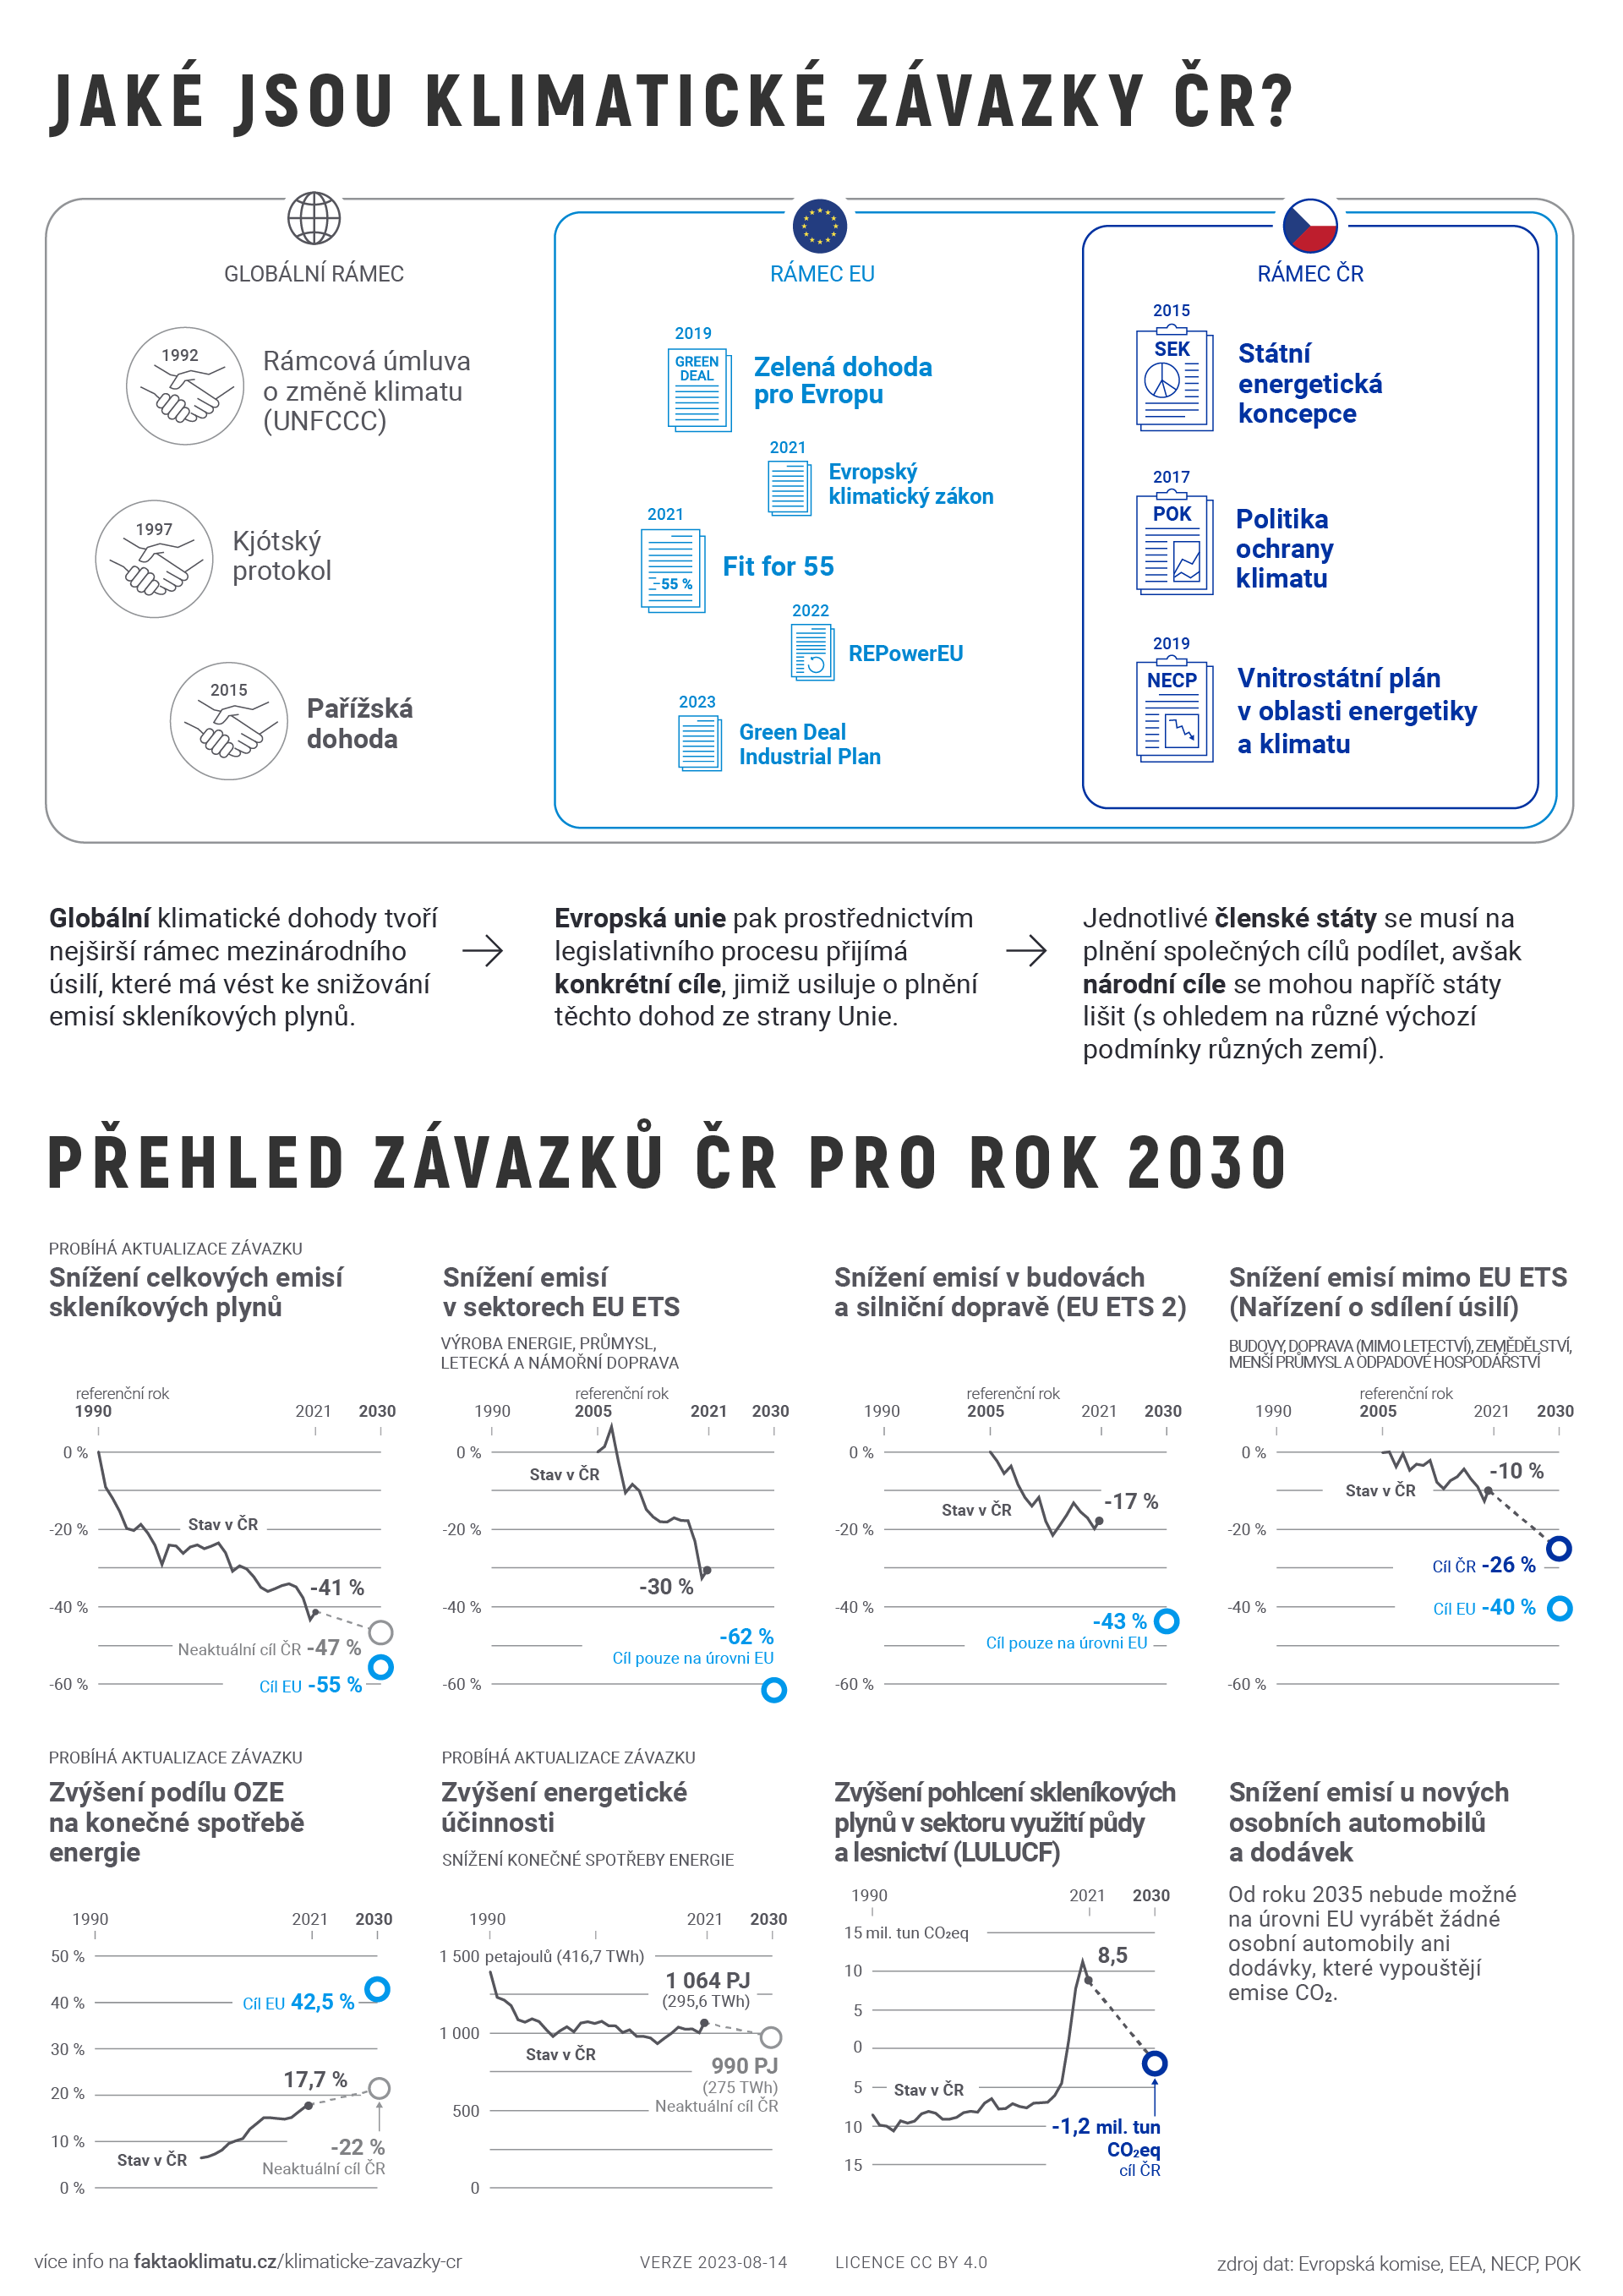 JAKÉ JSOU KLIMATICKÉ ZÁVAZKY ČR?
GLOBÁLNÍ RÁMEC
1992
Rámcová úmluva
o změně klimatu
(UNFCCC)
1997
Kjótský
protokol
2015
Pařížská
dohoda
RÁMEC EU
2019
GREEN
DEAL
Zelená dohoda
pro Evropu
2021
Evropský
klimatický zákon
2021
-55 %
Fit for 55
2022
REPowerEU
2023
Green Deal
Industrial Plan
RÁMEC ČR
2015
SEK
Státní
energetická
koncepce
2017
POK
Politika
ochrany
klimatu
2019
NECP
Vnitrostátní plán
v oblasti energetiky
a klimatu
Globální klimatické dohody tvoří
nejširší rámec mezinárodního
úsilí, které má vést ke snižování
emisí skleníkových plynů.
Evropská unie pak prostřednictvím
legislativního procesu přijímá
konkrétní cíle, jimiž usiluje o plnění
těchto dohod ze strany Unie.
Jednotlivé členské státy se musí na
plnění společných cílů podílet, avšak
národní cíle se mohou napříč státy
lišit (s ohledem na různé výchozí
podmínky různých zemí).
PŘEHLED ZÁVAZKŮ ČR PRO ROK 2030
PROBÍHÁ AKTUALIZACE ZÁVAZKU
Snížení celkových emisí
skleníkových plynů
referenční rok
1990 2021 2030
0 %
-20 %
Stav v ČR
-41 %
-40 %
Neaktuální cíl ČR -47 %
Cíl EU -55 %
-60 %
Snížení emisí
v sektorech EU ETS
VÝROBA ENERGIE, PRŮMYSL,
LETECKÁ A NÁMOŘNÍ DOPRAVA
referenční rok
1990 2005 2021 2030
0 %
Stav v ČR
-20 %
-30 %
-40 %
-62 %
Cíl pouze na úrovni EU
-60 %
Snížení emisí v budovách
a silniční dopravě (EU ETS 2)
referenční rok
1990 2005 2021 2030
0 %
-17 %
Stav v ČR
-20 %
-40 %
-43 %
Cíl pouze na úrovni EU
-60 %
Snížení emisí mimo EU ETS
(Nařízení o sdílení úsilí)
BUDOVY, DOPRAVA (MIMO LETECTVÍ), ZEMĚDĚLSTVÍ,
MENŠÍ PRŮMYSL A ODPADOVÉ HOSPODÁŘSTVÍ
referenční rok
1990 2005 2021 2030
0 %
-10 %
Stav v ČR
-20 %
Cíl ČR -26 %
-40 %
Cíl EU -40 %
-60 %
PROBÍHÁ AKTUALIZACE ZÁVAZKU
Zvýšení podílu OZE
na konečné spotřebě
energie
1990 2021 2030
50 %
40 %
Cíl EU 42,5 %
30 %
17,7 %
20 %
10 %
-22 %
Stav v ČR
Neaktuální cíl ČR
0 %
PROBÍHÁ AKTUALIZACE ZÁVAZKU
Zvýšení energetické
účinnosti
SNÍŽENÍ KONEČNÉ SPOTŘEBY ENERGIE
1990 2021 2030
1 500 petajoulů (416,7 TWh)
1 064 PJ
(295,6 TWh)
1 000
Stav v ČR
990 PJ
(275 TWh)
Neaktuální cíl ČR
500
0
Zvýšení pohlcení skleníkových
plynů v sektoru využití půdy
a lesnictví (LULUCF)
1990 2021 2030
15 mil. tun CO₂eq
8,5
10
5
0
5
Stav v ČR
10
-1,2 mil. tun
CO₂eq
cíl ČR
15
Snížení emisí u nových
osobních automobilů
a dodávek
Od roku 2035 nebude možné
na úrovni EU vyrábět žádné
osobní automobily ani
dodávky, které vypouštějí
emise CO₂.
více info na faktaoklimatu.cz/klimaticke-zavazky-cr
VERZE 2023-08-14
LICENCE CC BY 4.0
zdroj dat: Evropská komise, EEA, NECP, POK